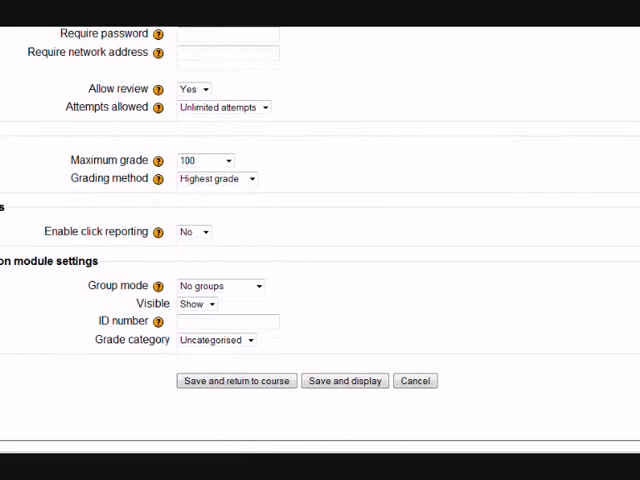 Require password
Require network address
Allow review Yes
Attempts allowed Unlimited attempts
Maximum grade 100
Grading method Highest grade
s
Enable click reporting No
on module settings
Group mode No groups
Visible Show
ID number
Grade category Uncategorised
Save and return to course Save and display Cancel